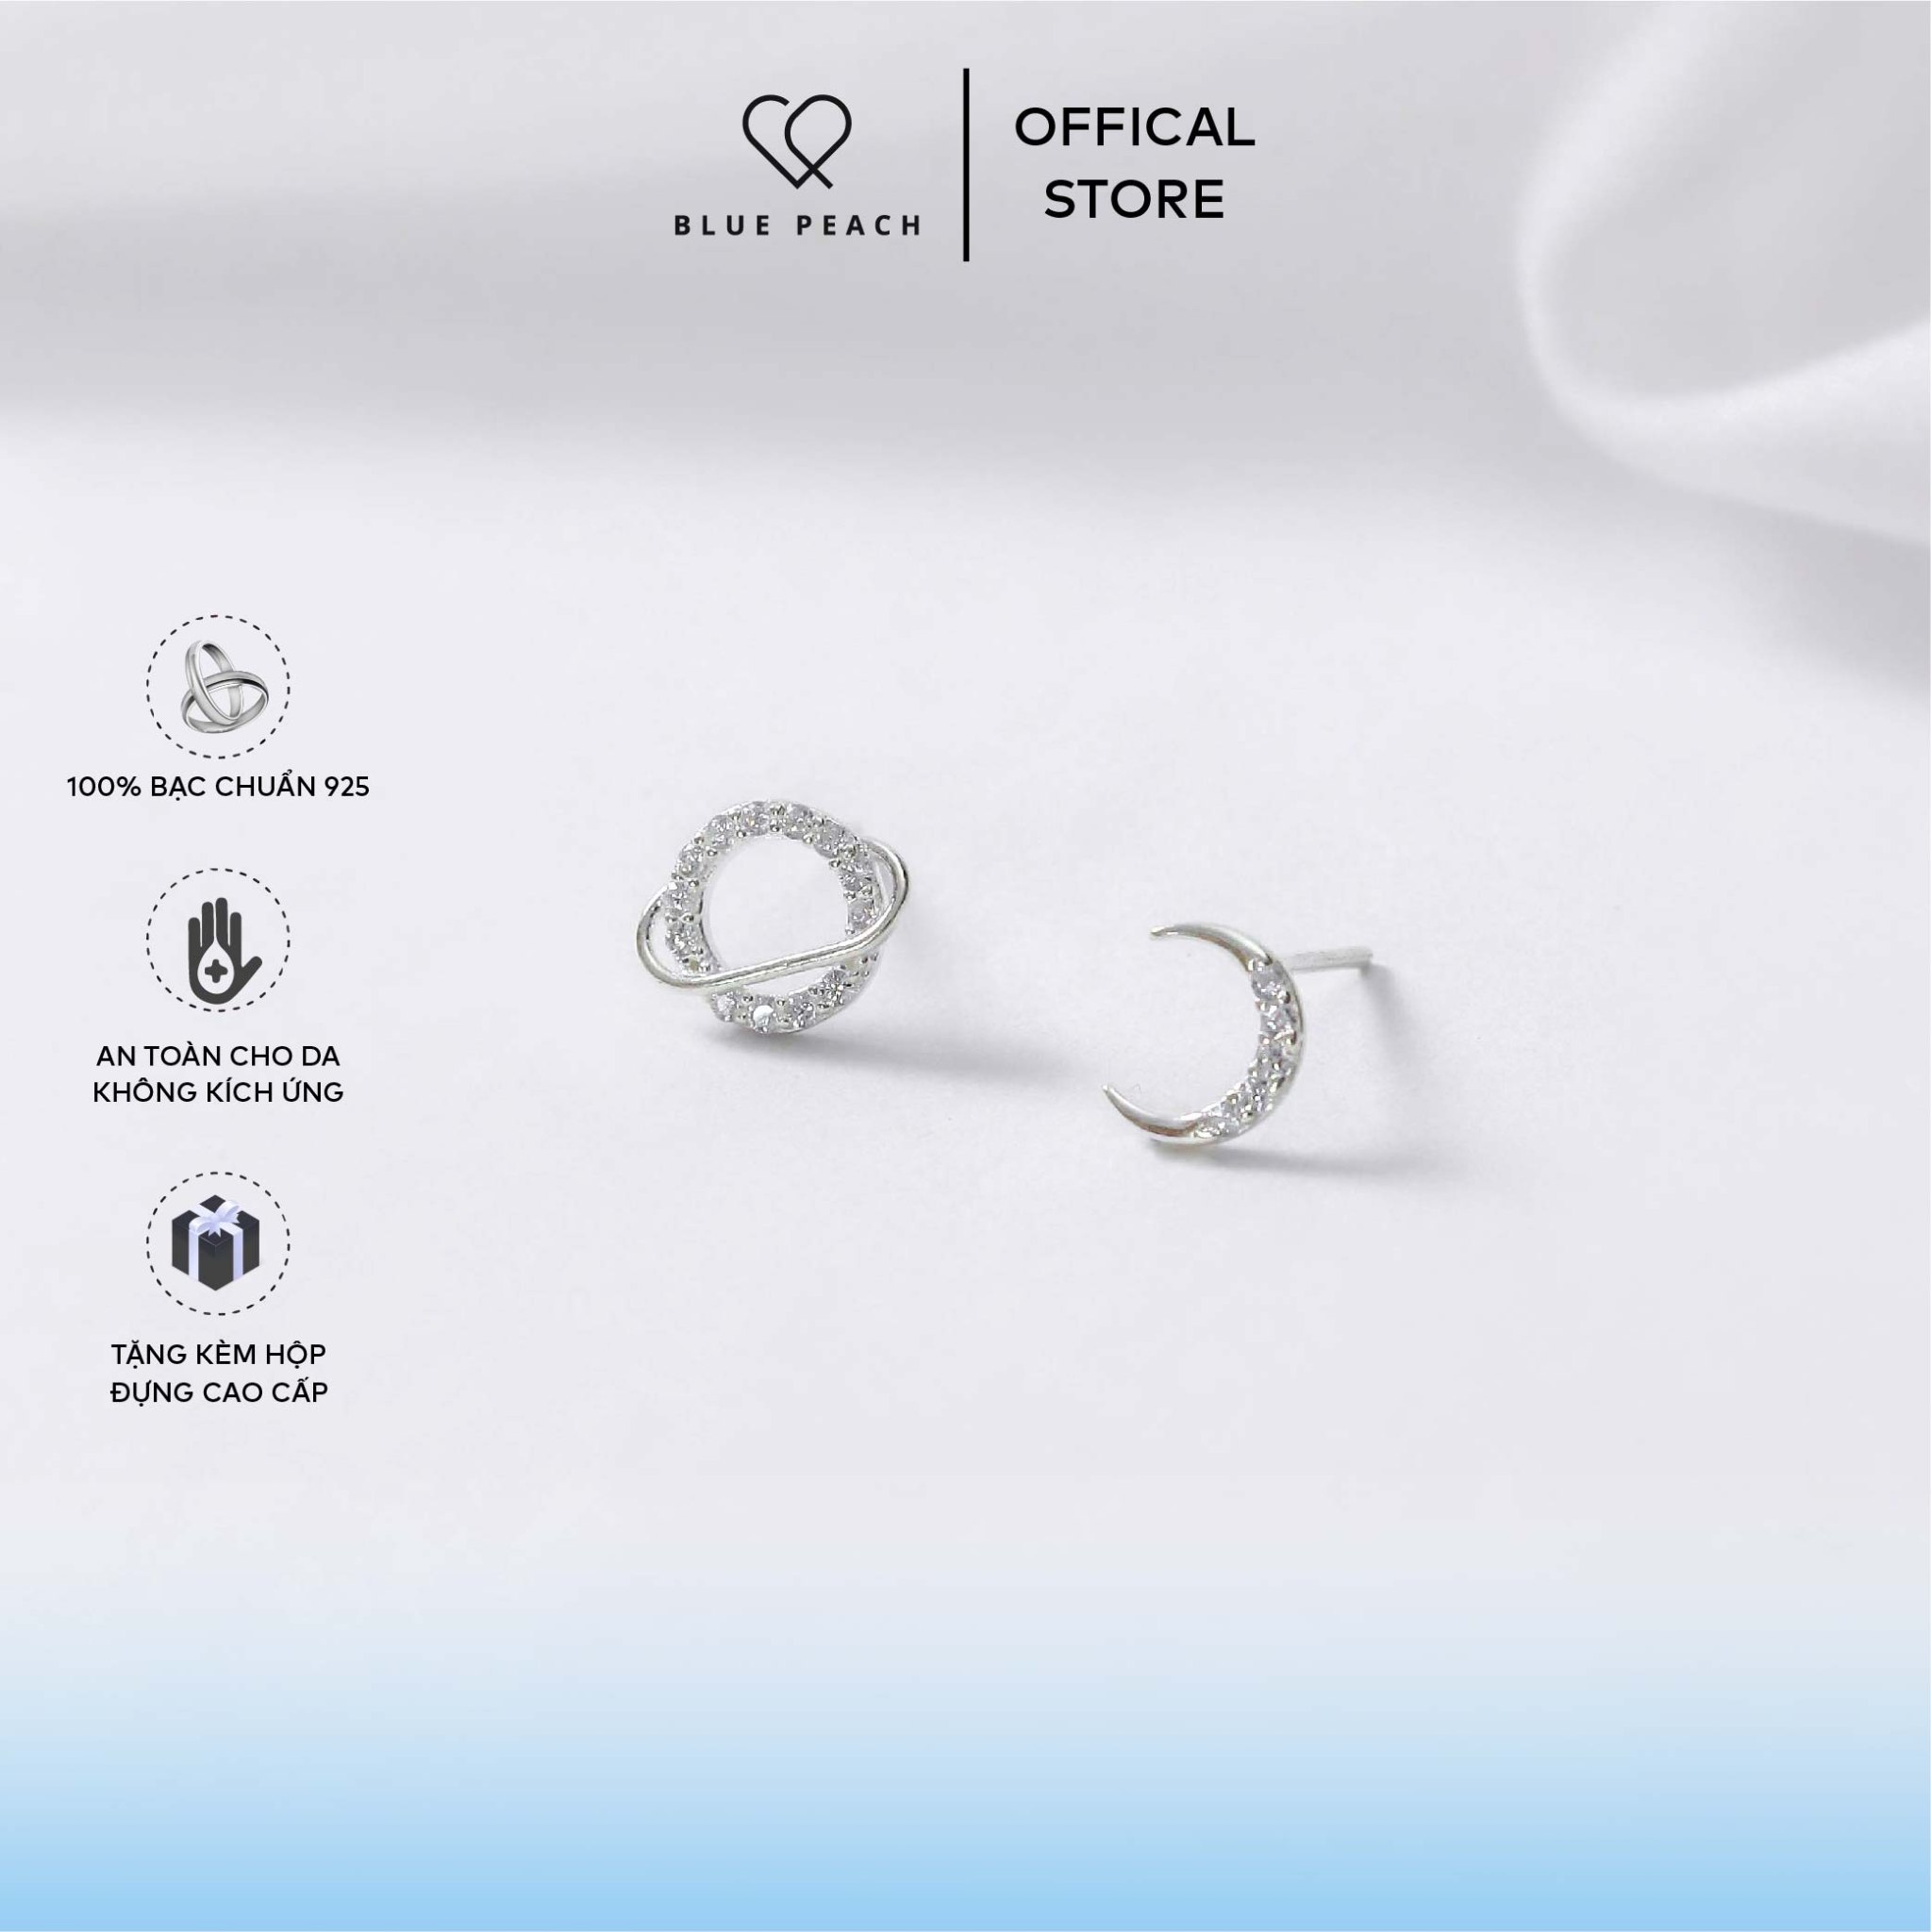 BLUE PEACH
OFFICAL
STORE
100% BẠC CHUẨN 925
AN TOÀN CHO DA
KHÔNG KÍCH ỨNG
TẶNG KÈM HỘP
ĐỰNG CAO CẤP